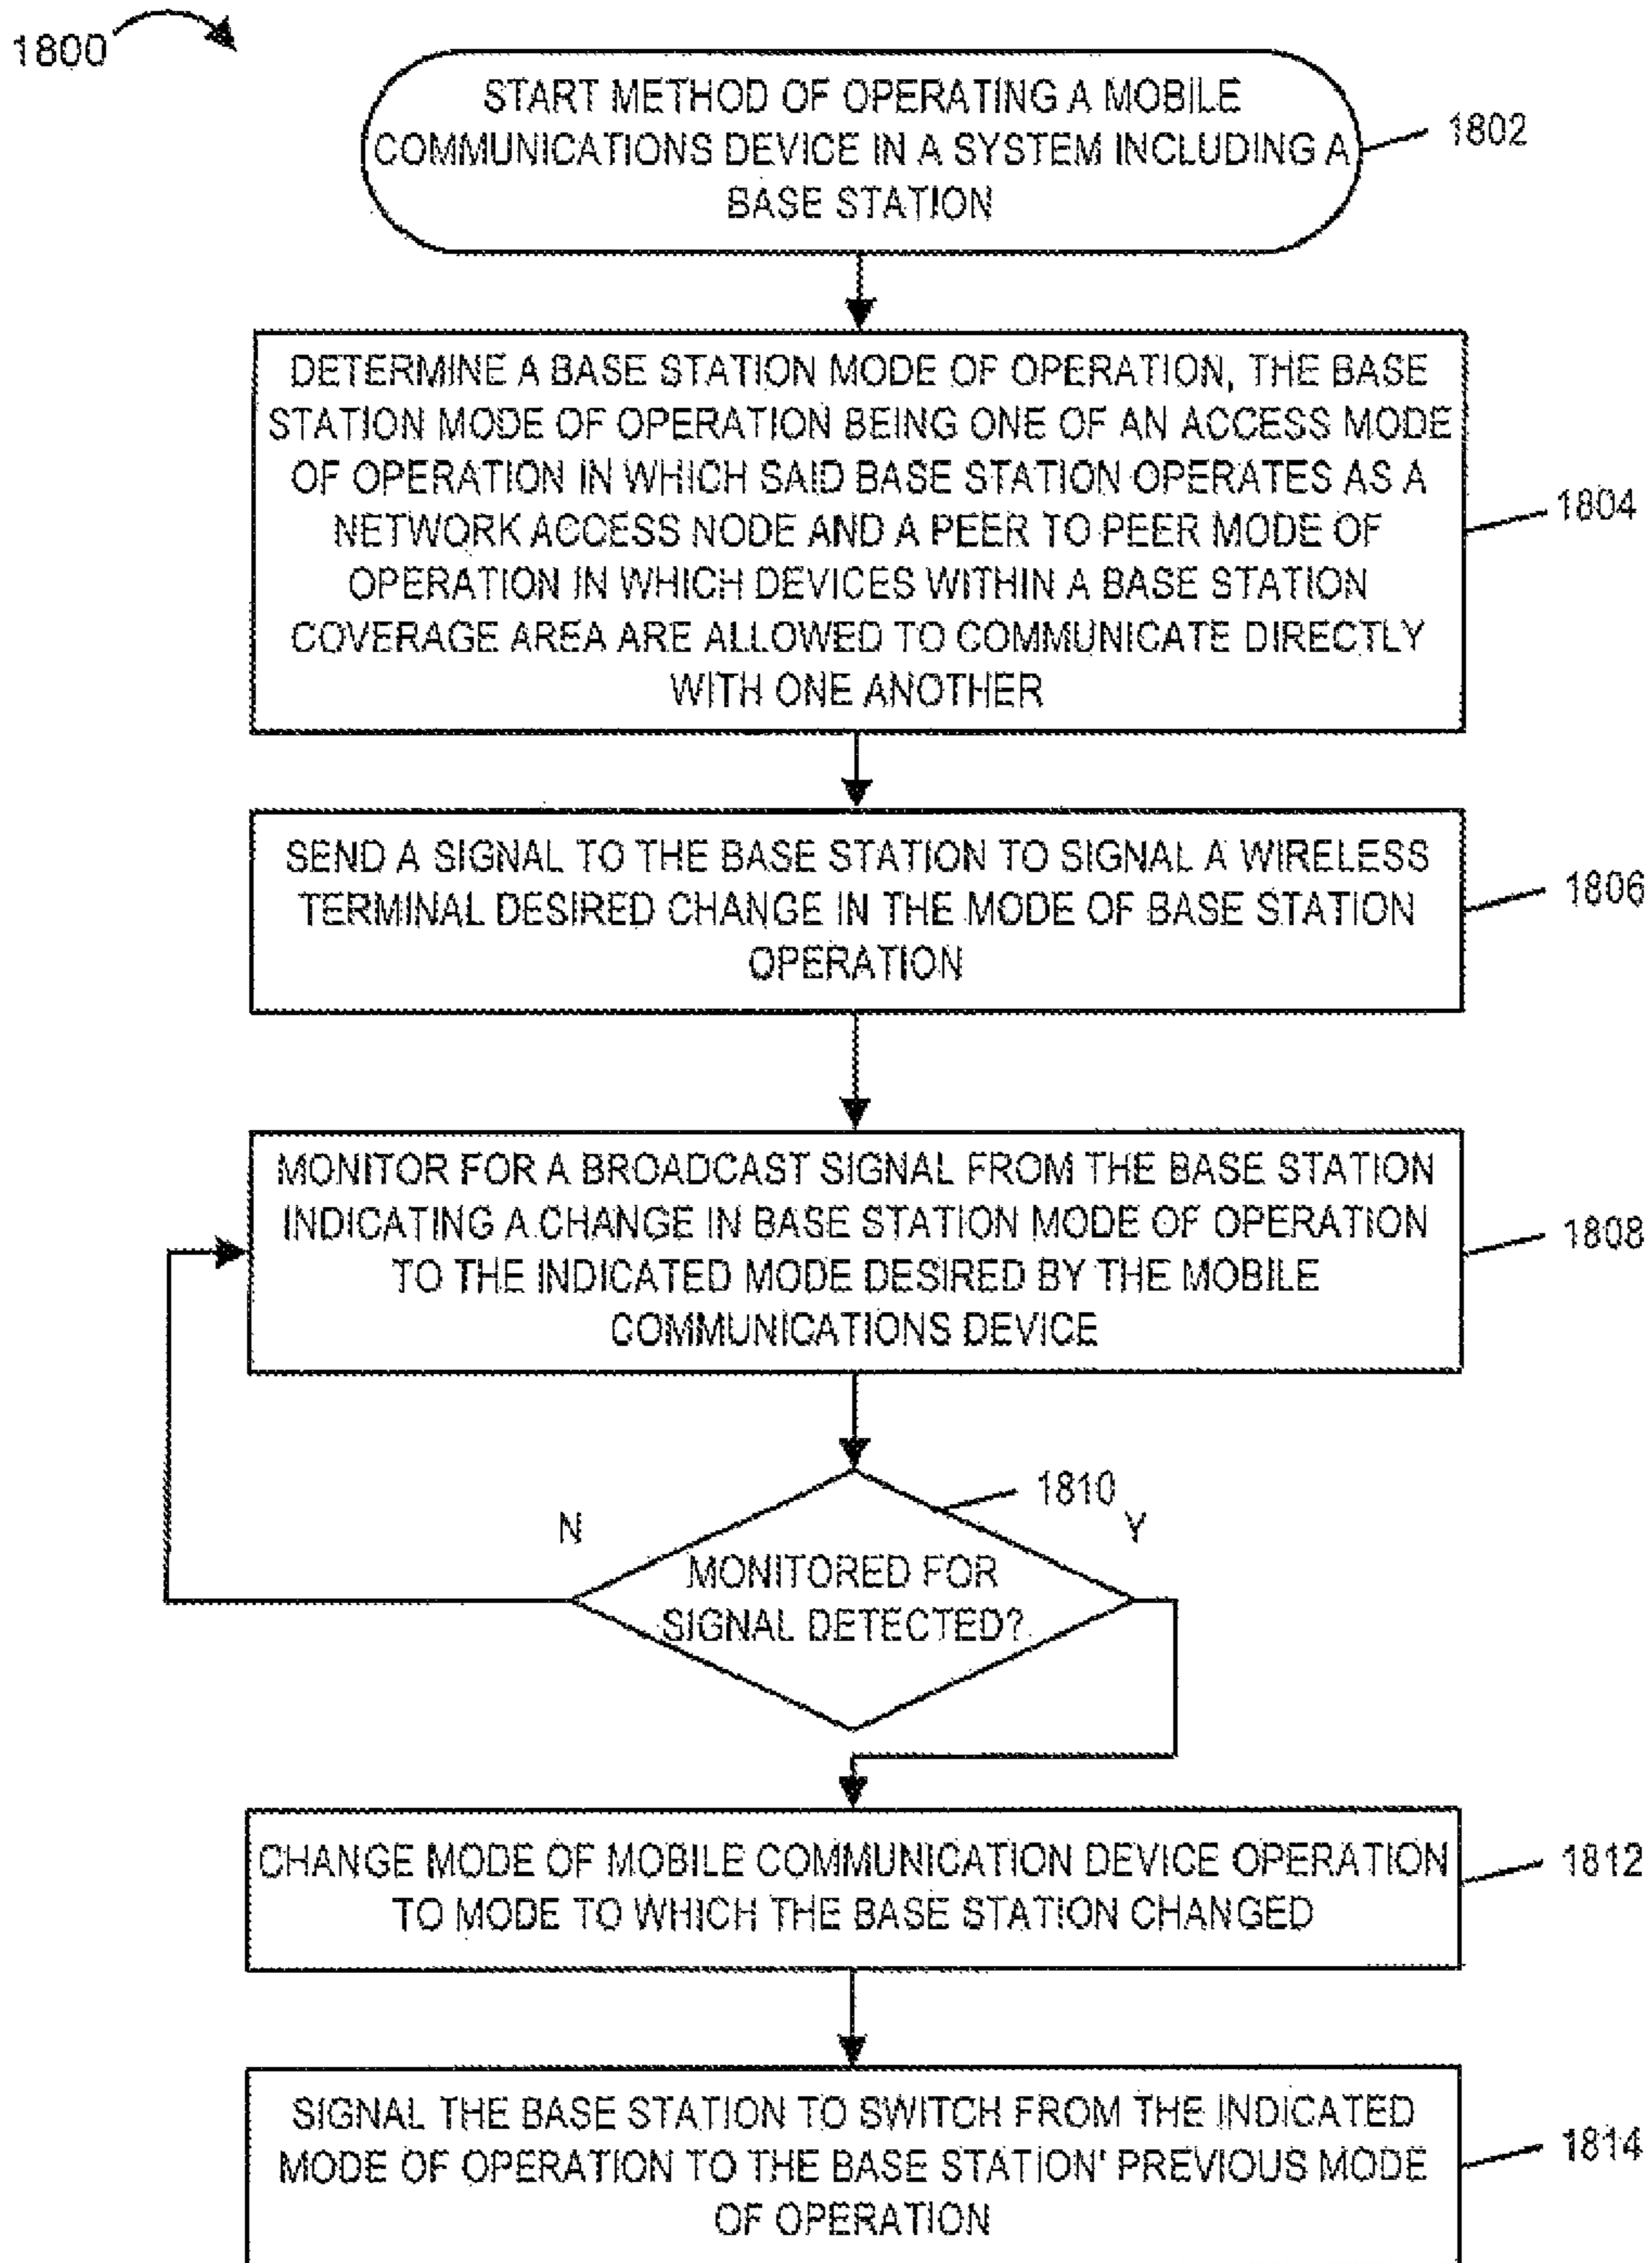 1800
START METHOD OF OPERATING A MOBILE
COMMUNICATIONS DEVICE IN A SYSTEM INCLUDING A
BASE STATION
1802
DETERMINE A BASE STATION MODE OF OPERATION, THE BASE
STATION MODE OF OPERATION BEING ONE OF AN ACCESS MODE
OF OPERATION IN WHICH SAID BASE STATION OPERATES AS A
NETWORK ACCESS NODE AND A PEER TO PEER MODE OF
OPERATION IN WHICH DEVICES WITHIN A BASE STATION
COVERAGE AREA ARE ALLOWED TO COMMUNICATE DIRECTLY
WITH ONE ANOTHER
1804
SEND A SIGNAL TO THE BASE STATION TO SIGNAL A WIRELESS
TERMINAL DESIRED CHANGE IN THE MODE OF BASE STATION
OPERATION
1806
MONITOR FOR A BROADCAST SIGNAL FROM THE BASE STATION
INDICATING A CHANGE IN BASE STATION MODE OF OPERATION
TO THE INDICATED MODE DESIRED BY THE MOBILE
COMMUNICATIONS DEVICE
1808
1810
N
Y
MONITORED FOR
SIGNAL DETECTED?
CHANGE MODE OF MOBILE COMMUNICATION DEVICE OPERATION
TO MODE TO WHICH THE BASE STATION CHANGED
1812
SIGNAL THE BASE STATION TO SWITCH FROM THE INDICATED
MODE OF OPERATION TO THE BASE STATION' PREVIOUS MODE
OF OPERATION
1814